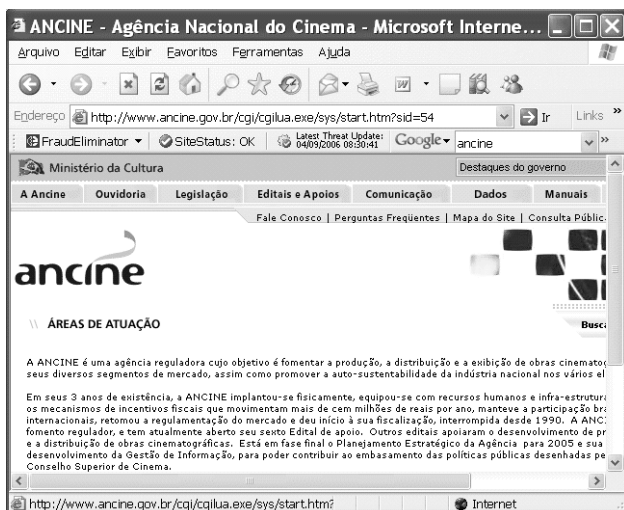 ANCINE - Agência Nacional do Cinema - Microsoft Interne...
Arquivo Editar Exibir Favoritos Ferramentas Ajuda
Endereço http://www.ancine.gov.br/cgi/cgilua.exe/sys/start.htm?sid=54 Ir Links »
FraudEliminator SiteStatus: OK Latest Threat Update: 04/09/2006 08:30:41 Google ancine »
Ministério da Cultura Destaques do governo
A Ancine Ouvidoria Legislação Editais e Apoios Comunicação Dados Manuais
Fale Conosco | Perguntas Freqüentes | Mapa do Site | Consulta Públic
ancine
\\ ÁREAS DE ATUAÇÃO Busca
A ANCINE é uma agência reguladora cujo objetivo é fomentar a produção, a distribuição e a exibição de obras cinemato
seus diversos segmentos de mercado, assim como promover a auto-sustentabilidade da indústria nacional nos vários el
Em seus 3 anos de existência, a ANCINE implantou-se fisicamente, equipou-se com recursos humanos e infra-estrutura
os mecanismos de incentivos fiscais que movimentam mais de cem milhões de reais por ano, manteve a participação bra
internacionais, retomou a regulamentação do mercado e deu início à sua fiscalização, interrompida desde 1990. A ANC
fomento regulador, e tem atualmente aberto seu sexto Edital de apoio. Outros editais apoiaram o desenvolvimento de pr
e a distribuição de obras cinematográficas. Está em fase final o Planejamento Estratégico da Agência para 2005 e sua
desenvolvimento da Gestão de Informação, para poder contribuir ao embasamento das políticas públicas desenhadas pe
Conselho Superior de Cinema.
http://www.ancine.gov.br/cgi/cgilua.exe/sys/start.htm? Internet